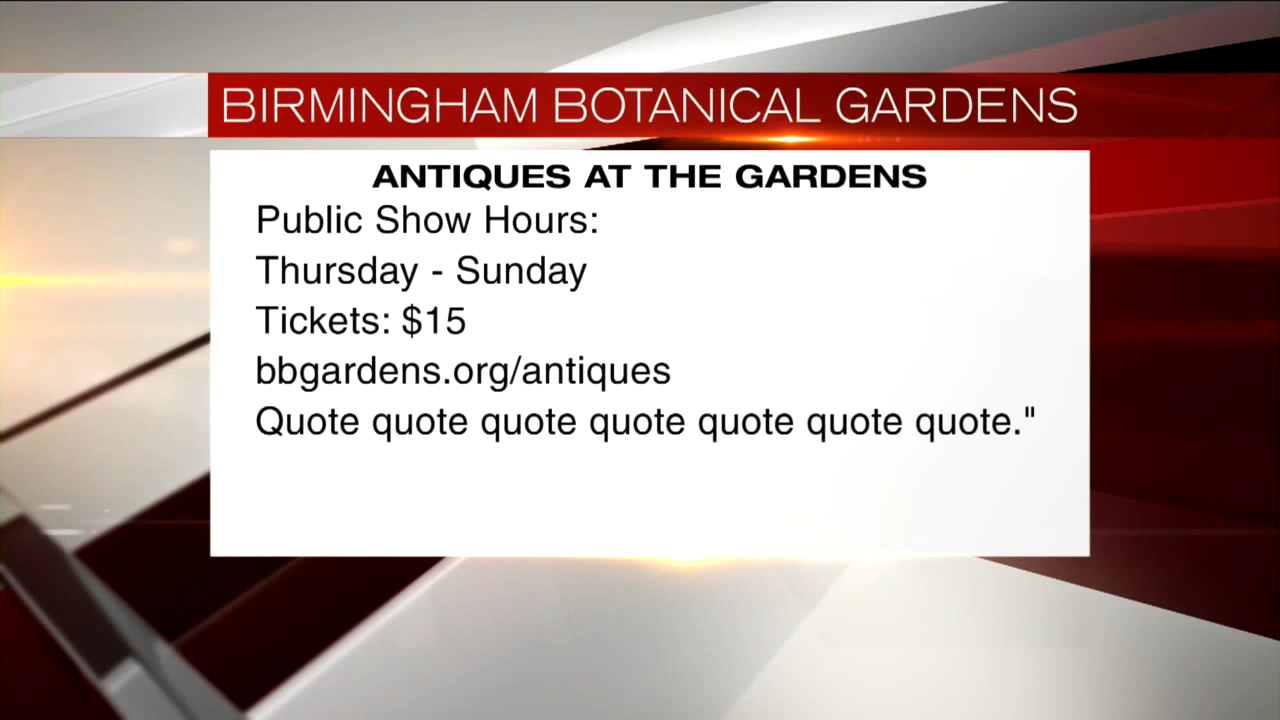 BIRMINGHAM BOTANICAL GARDENS
ANTIQUES AT THE GARDENS
Public Show Hours:
Thursday - Sunday
Tickets: $15
bbgardens.org/antiques
Quote quote quote quote quote quote quote."